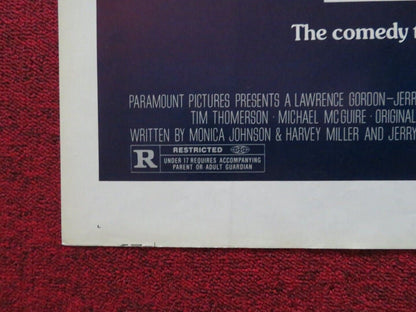 The comedy t
PARAMOUNT PICTURES PRESENTS A LAWRENCE GORDON-JERR
TIM THOMERSON · MICHAEL MCGUIRE · ORIGINAL
WRITTEN BY MONICA JOHNSON & HARVEY MILLER AND JERRY
R RESTRICTED
UNDER 17 REQUIRES ACCOMPANYING
PARENT OR ADULT GUARDIAN